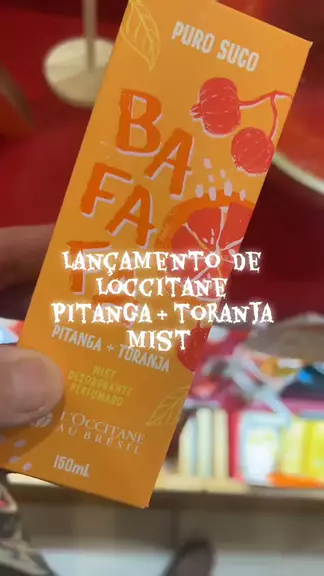 PURO SUCO
BA
FA
LANÇAMENTO DE
LOCCITANE
PITANGA + TORANJA
MIST
PITANGA + TORANJA
MIST
DESODORANTE
PERFUMADO
L'OCCITANE
AU BRÉSIL
150mL